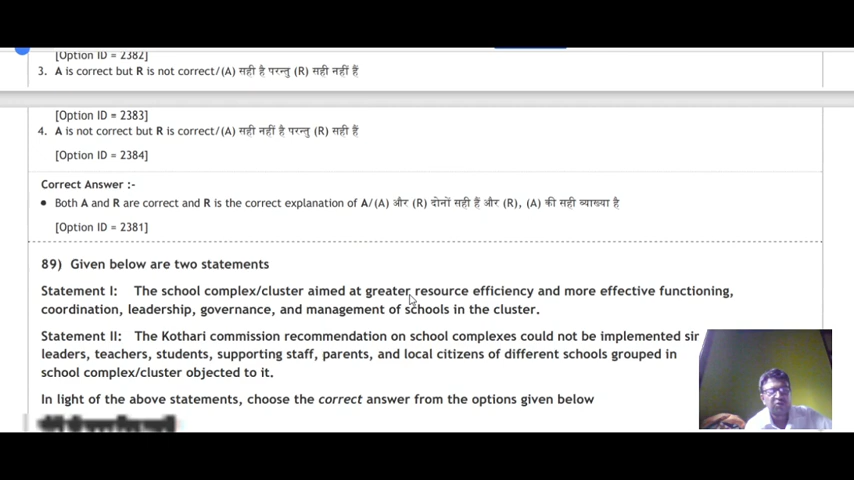 [Option ID = 2382]
3. A is correct but R is not correct/(A) सही है परन्तु (R) सही नहीं हैं
[Option ID = 2383]
4. A is not correct but R is correct/(A) सही नहीं है परन्तु (R) सही हैं
[Option ID = 2384]
Correct Answer :-
• Both A and R are correct and R is the correct explanation of A/(A) और (R) दोनों सही हैं और (R), (A) की सही व्याख्या है
[Option ID = 2381]
89) Given below are two statements
Statement I: The school complex/cluster aimed at greater resource efficiency and more effective functioning,
coordination, leadership, governance, and management of schools in the cluster.
Statement II: The Kothari commission recommendation on school complexes could not be implemented
leaders, teachers, students, supporting staff, parents, and local citizens of different schools grouped in
school complex/cluster objected to it.
In light of the above statements, choose the correct answer from the options given below